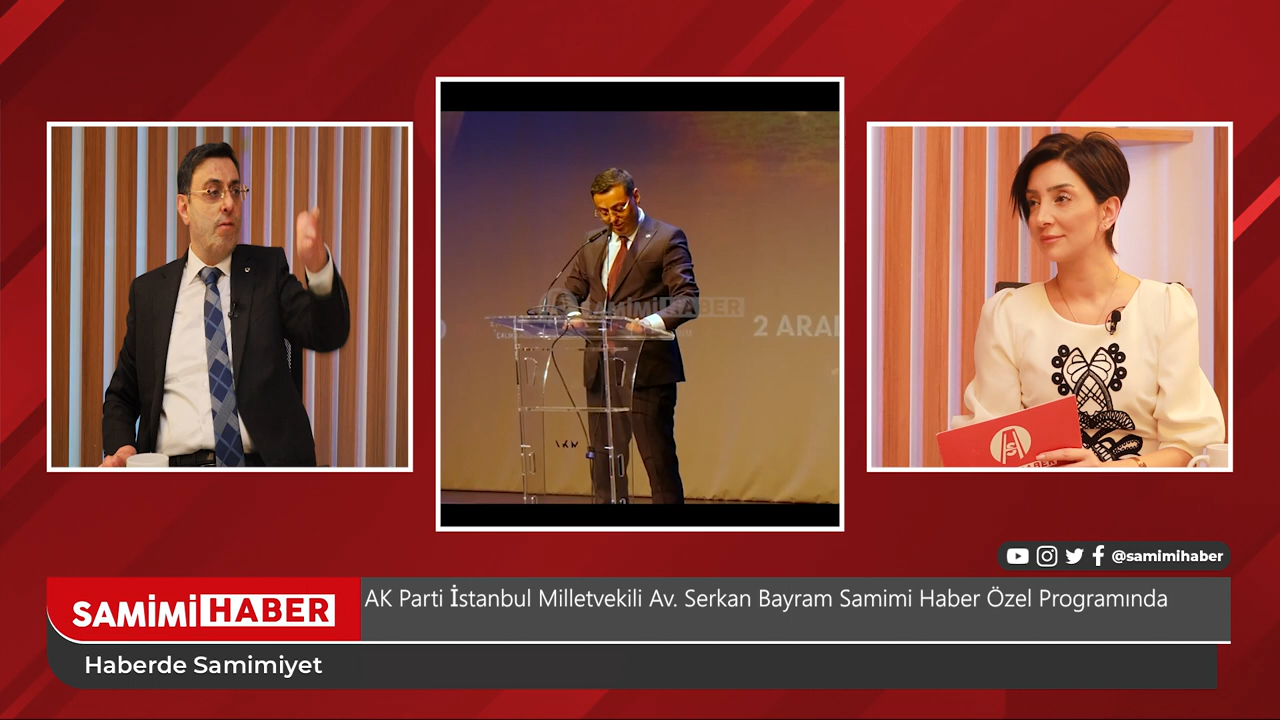 SAMİMİHABER
2 ARA
@samimihaber
SAMİMİHABER
AK Parti İstanbul Milletvekili Av. Serkan Bayram Samimi Haber Özel Programında
Haberde Samimiyet